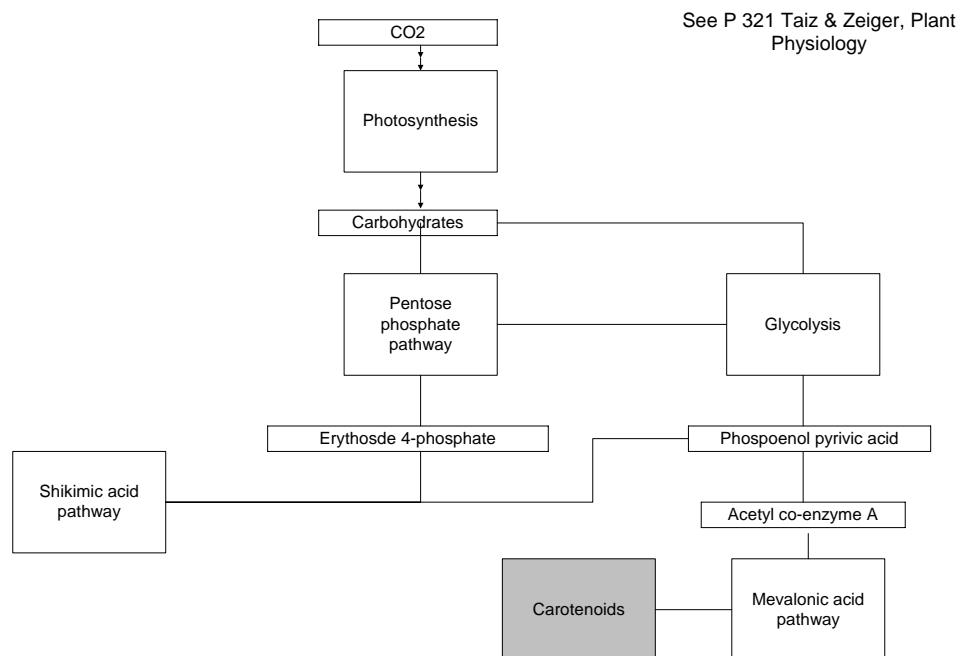 See P 321 Taiz & Zeiger, Plant
Physiology
CO2
Photosynthesis
Carbohydrates
Pentose
phosphate
pathway
Glycolysis
Erythosde 4-phosphate
Phospoenol pyrivic acid
Shikimic acid
pathway
Acetyl co-enzyme A
Carotenoids
Mevalonic acid
pathway